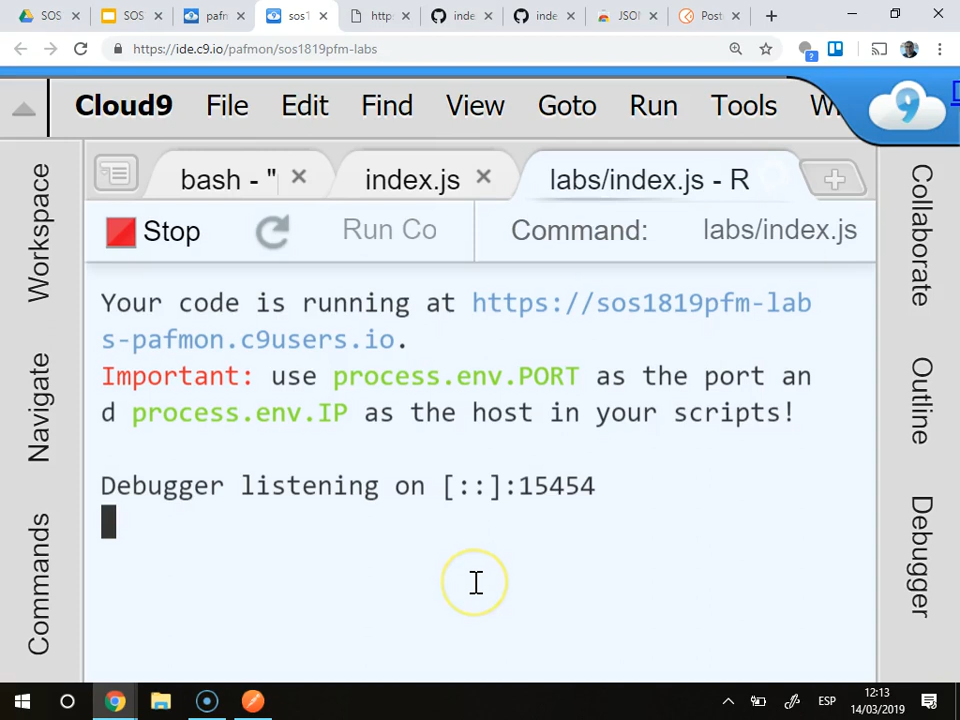 SOS
SOS
pafm
sos1
http
inde
inde
JSON
Posti
https://ide.c9.io/pafmon/sos1819pfm-labs
Cloud9 File Edit Find View Goto Run Tools
9
bash - "
index.js
labs/index.js - R
Stop
Run Co
Command:
labs/index.js
Workspace
Navigate
Commands
Collaborate
Outline
Debugger
Your code is running at https://sos1819pfm-lab
s-pafmon.c9users.io.
Important: use process.env.PORT as the port an
d process.env.IP as the host in your scripts!
Debugger listening on [::]:15454
ESP
12:13
14/03/2019